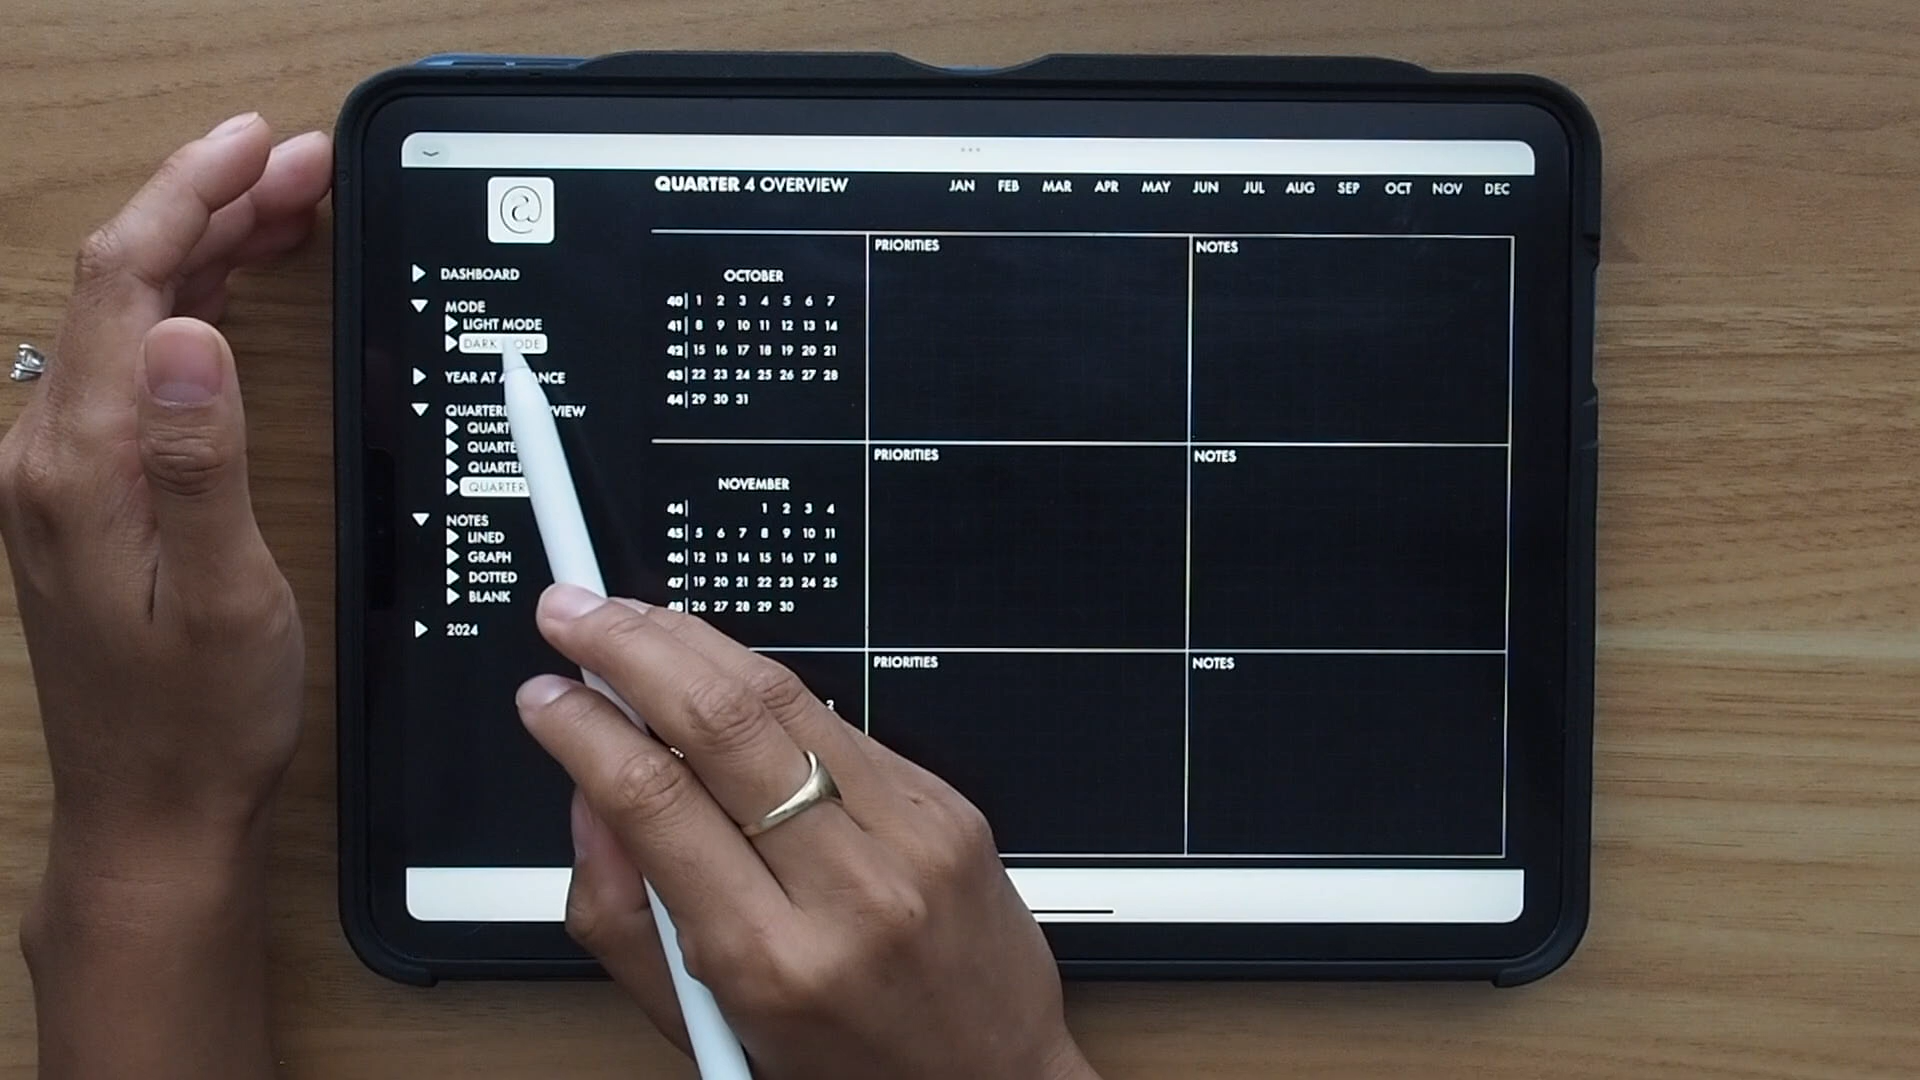 @
QUARTER 4 OVERVIEW
JAN FEB MAR APR MAY JUN JUL AUG SEP OCT NOV DEC
DASHBOARD
MODE
LIGHT MODE
DARK
YEAR AT A
NOTES
LINED
GRAPH
DOTTED
BLANK
2024
OCTOBER
40 1 2 3 4 5 6 7
41 8 9 10 11 12 13 14
42 15 16 17 18 19 20 21
43 22 23 24 25 26 27 28
44 29 30 31
PRIORITIES
NOTES
NOVEMBER
44 1 2 3 4
45 5 6 7 8 9 10 11
46 12 13 14 15 16 17 18
47 19 20 21 22 23 24 25
48 26 27 28 29 30
PRIORITIES
NOTES
PRIORITIES
NOTES